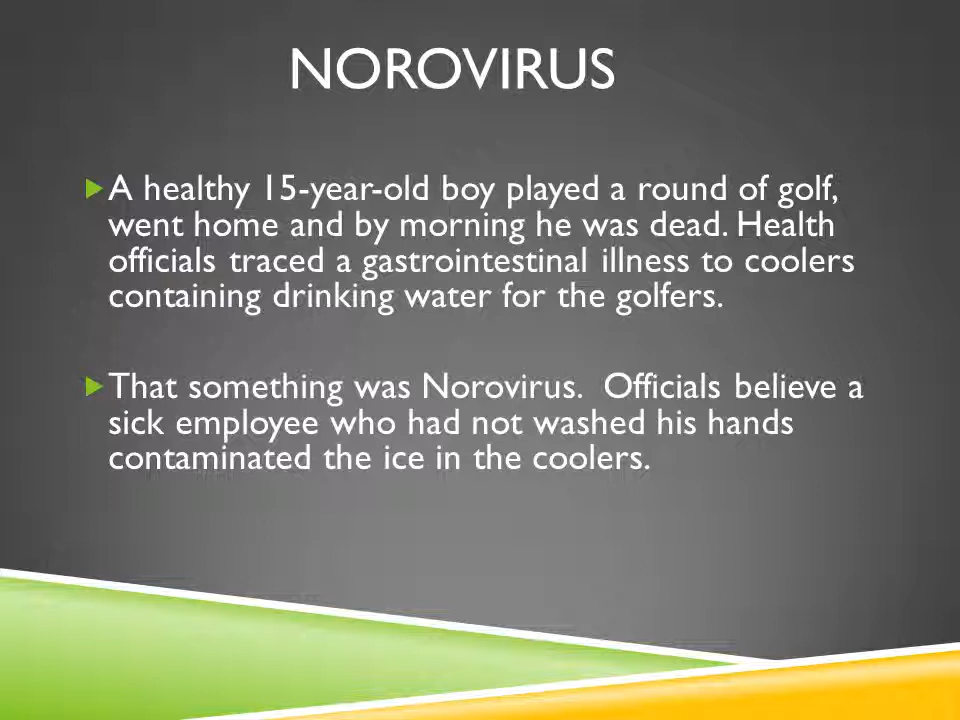 NOROVIRUS
A healthy 15-year-old boy played a round of golf,
went home and by morning he was dead. Health
officials traced a gastrointestinal illness to coolers
containing drinking water for the golfers.
That something was Norovirus.  Officials believe a
sick employee who had not washed his hands
contaminated the ice in the coolers.